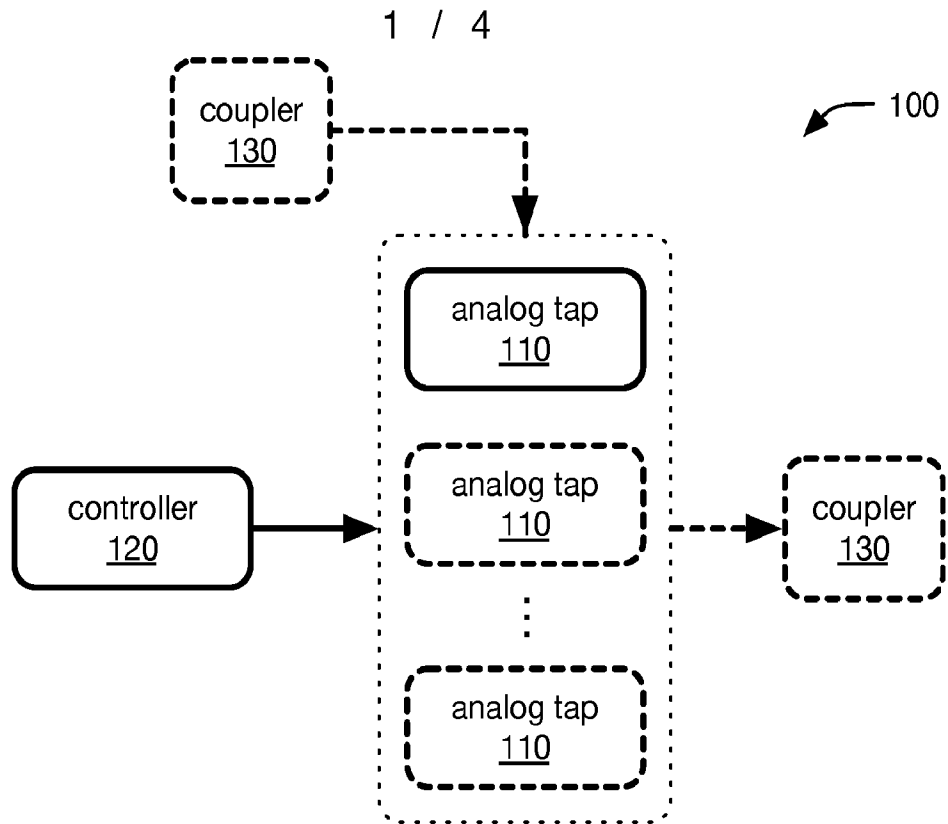 1 / 4
coupler
130
100
analog tap
110
controller
120
analog tap
110
coupler
130
analog tap
110